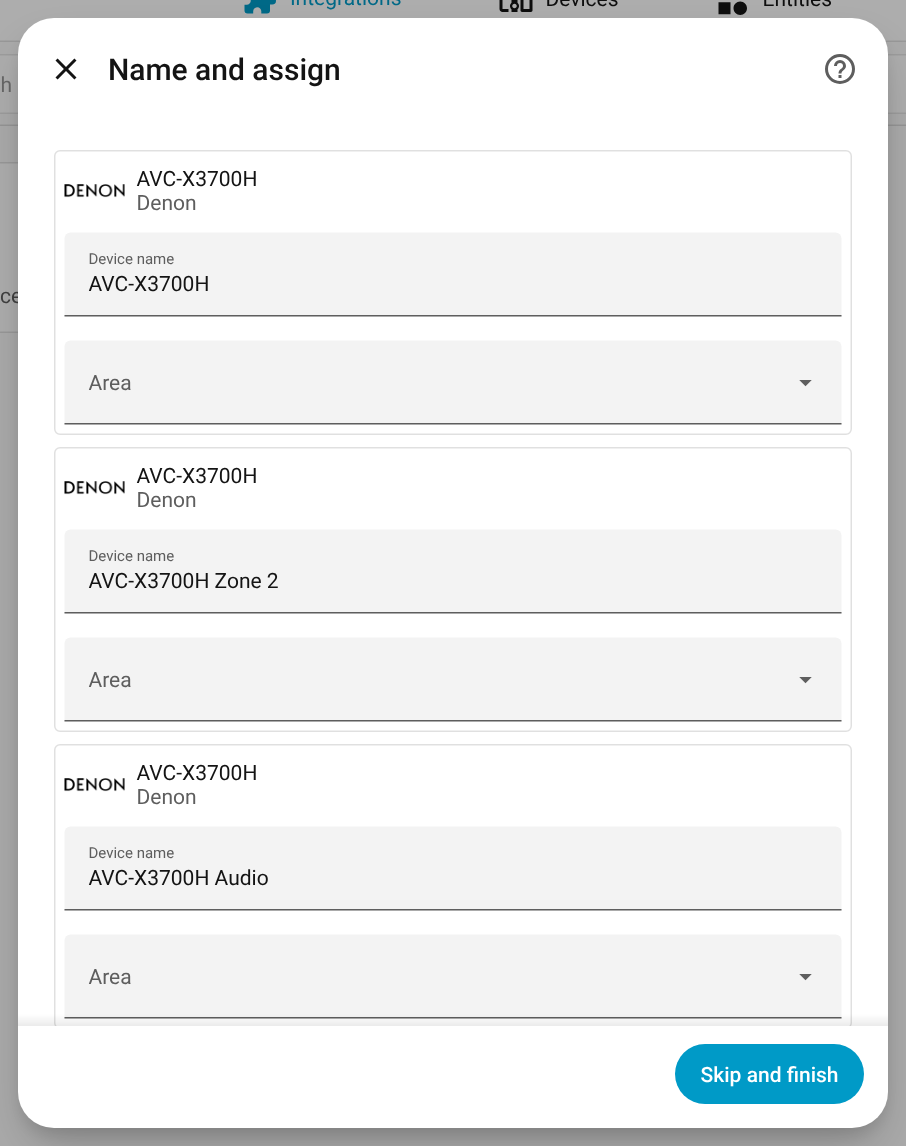 Integrations
Devices
Entities
Name and assign
h
DENON
AVC-X3700H
Denon
Device name
AVC-X3700H
Area
ce
DENON
AVC-X3700H
Denon
Device name
AVC-X3700H Zone 2
Area
DENON
AVC-X3700H
Denon
Device name
AVC-X3700H Audio
Area
Skip and finish